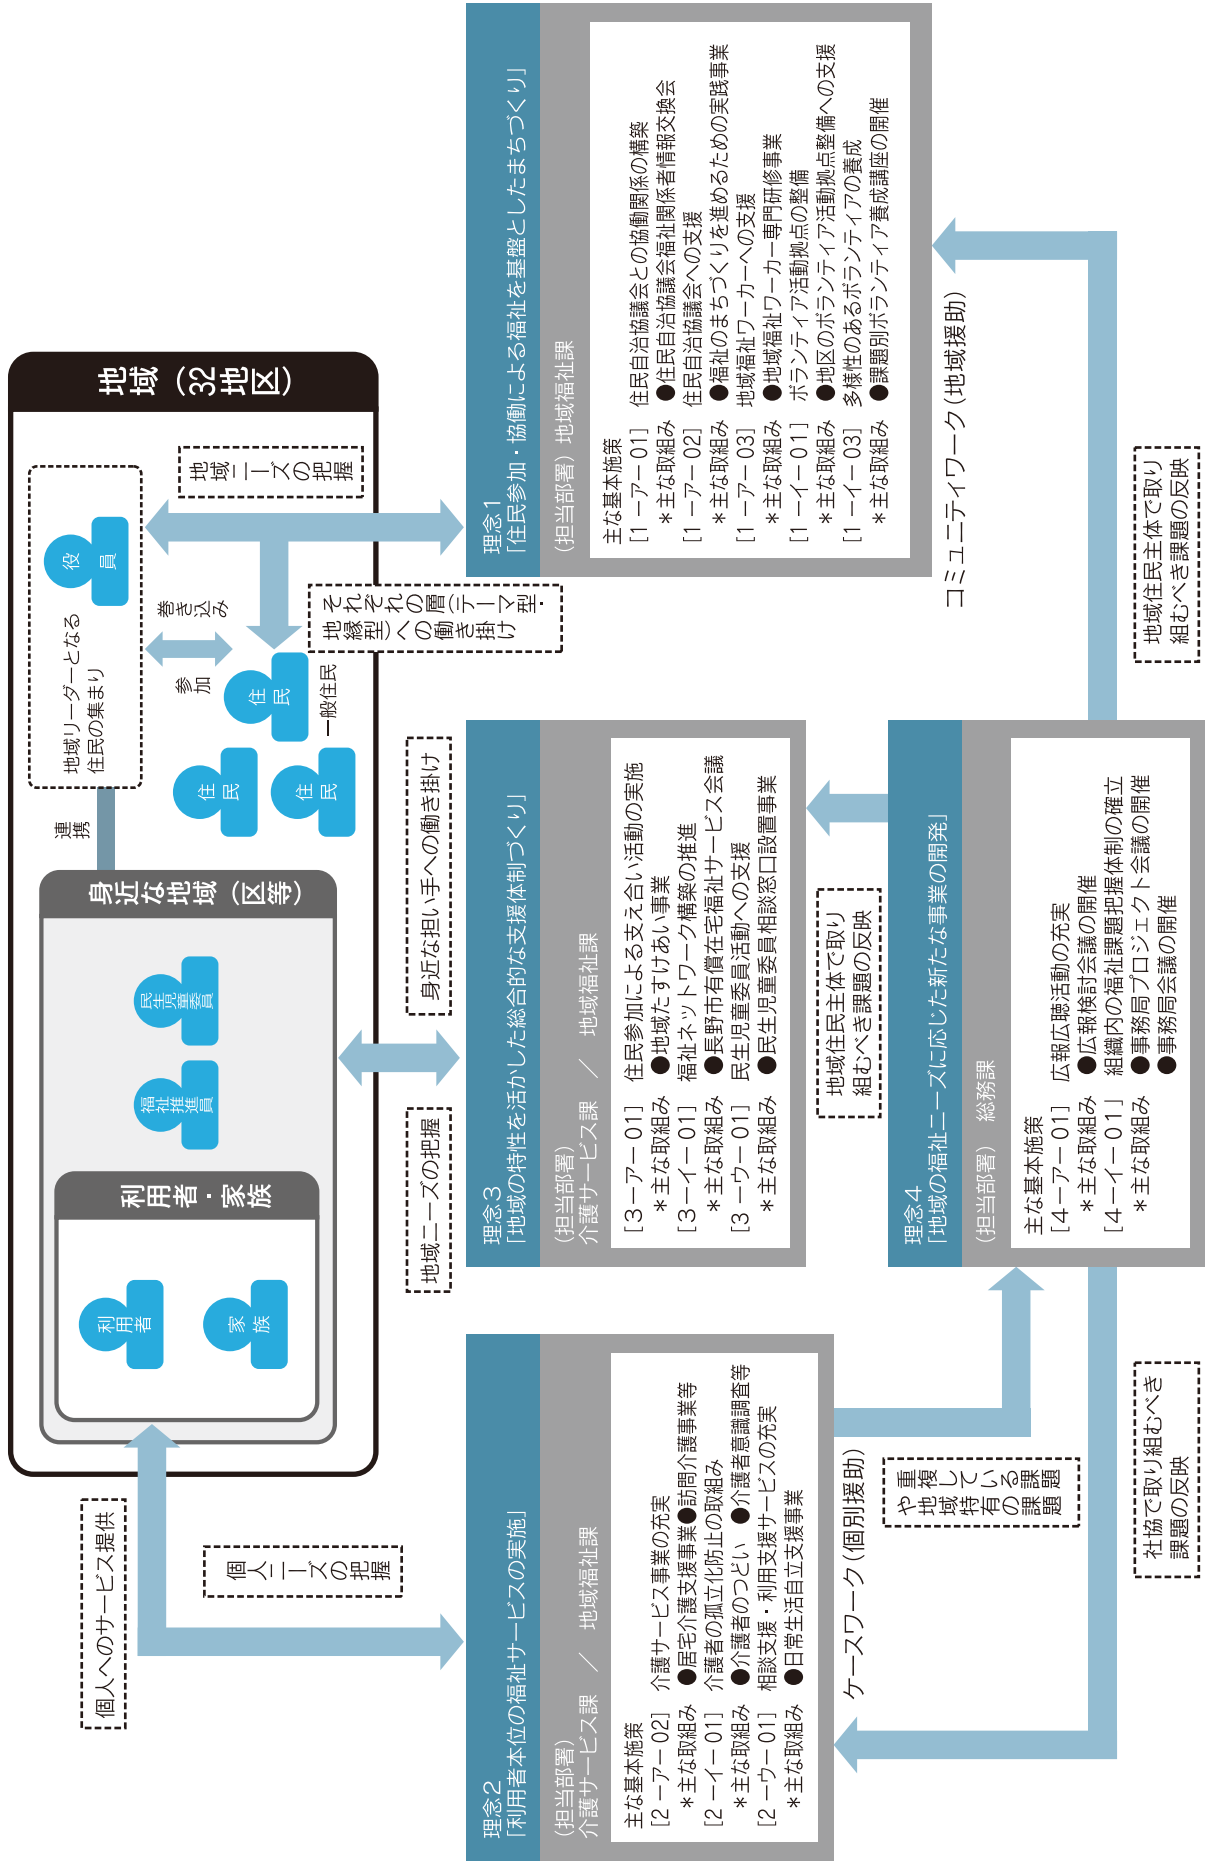 地域（32地区）
身近な地域（区等）
利用者・家族
利用者
家族
福祉推進員
民生児童委員
連携
地域リーダーとなる
住民の集まり
役員
参加
巻き込み
住民
住民
住民
一般住民
地域ニーズの把握
それぞれの層（テーマ型・
地縁型）への働き掛け
個人へのサービス提供
個人ニーズの把握
地域ニーズの把握
身近な担い手への働き掛け
理念2
「利用者本位の福祉サービスの実施」
（担当部署）
介護サービス課　／　地域福祉課
主な基本施策
[2 ーアー 02]　介護サービス事業の充実
＊主な取組み　●居宅介護支援事業●訪問介護事業等
[2 ーイー 01]　介護者の孤立化防止の取組み
＊主な取組み　●介護者のつどい　●介護者意識調査等
[2 ーウー 01]　相談支援・利用支援サービスの充実
＊主な取組み　●日常生活自立支援事業
ケースワーク（個別援助）
理念3
「地域の特性を活かした総合的な支援体制づくり」
（担当部署）
介護サービス課　／　地域福祉課
[3 ーアー 01]　住民参加による支え合い活動の実施
＊主な取組み　●地域たすけあい事業
[3 ーイー 01]　福祉ネットワーク構築の推進
＊主な取組み　●長野市有償在宅福祉サービス会議
[3 ーウー 01]　民生児童委員活動への支援
＊主な取組み　●民生児童委員相談窓口設置事業
理念1
「住民参加・協働による福祉を基盤としたまちづくり」
（担当部署）地域福祉課
主な基本施策
[1 ーアー 01]　住民自治協議会との協働関係の構築
＊主な取組み　●住民自治協議会福祉関係者情報交換会
[1 ーアー 02]　住民自治協議会への支援
＊主な取組み　●福祉のまちづくりを進めるための実践事業
[1 ーアー 03]　地域福祉ワーカーへの支援
＊主な取組み　●地域福祉ワーカー専門研修事業
[1 ーイー 01]　ボランティア活動拠点の整備
＊主な取組み　●地区のボランティア活動拠点整備への支援
[1 ーイー 03]　多様性のあるボランティアの養成
＊主な取組み　●課題別ボランティア養成講座の開催
コミュニティワーク（地域援助）
重複している課題
や地域特有の課題
地域住民主体で取り
組むべき課題の反映
理念4
「地域の福祉ニーズに応じた新たな事業の開発」
（担当部署）　総務課
主な基本施策
[4 ーアー 01]　広報広聴活動の充実
＊主な取組み　●広報検討会議の開催
[4 ーイー 01]　組織内の福祉課題把握体制の確立
＊主な取組み　●事務局プロジェクト会議の開催
●事務局会議の開催
社協で取り組むべき
課題の反映
地域住民主体で取り
組むべき課題の反映